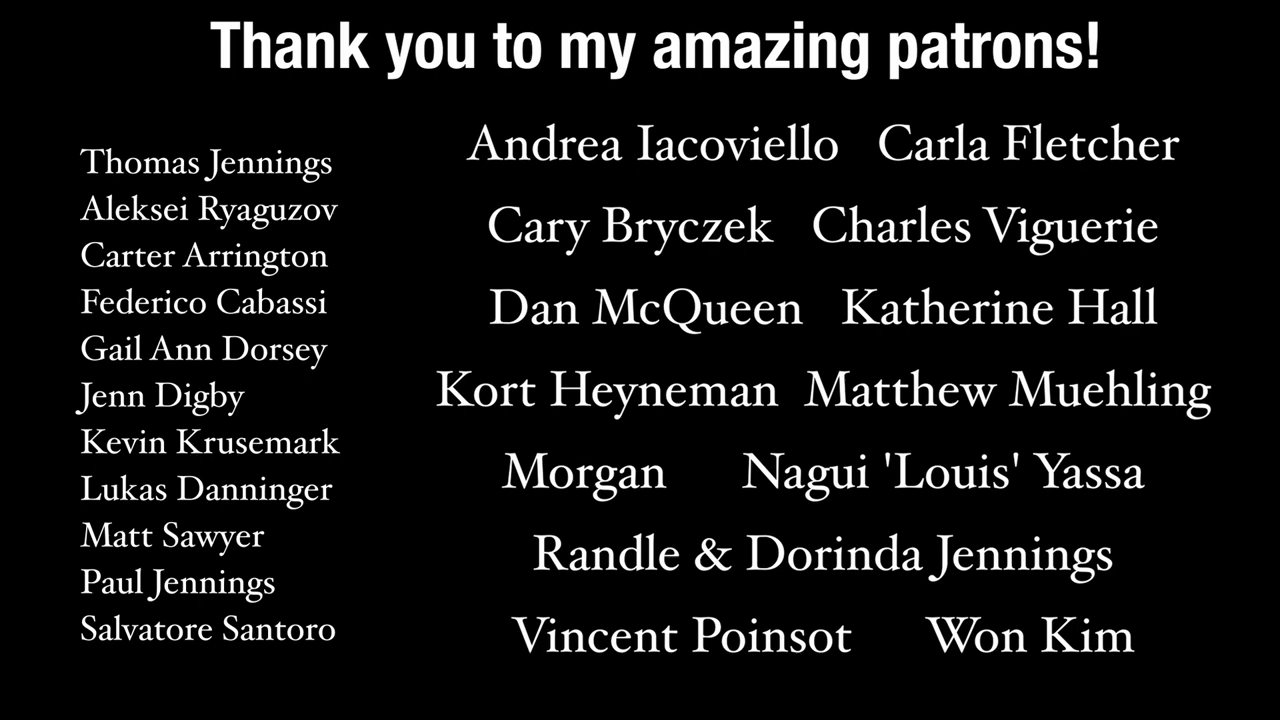 Thank you to my amazing patrons!
Thomas Jennings
Aleksei Ryaguzov
Carter Arrington
Federico Cabassi
Gail Ann Dorsey
Jenn Digby
Kevin Krusemark
Lukas Danninger
Matt Sawyer
Paul Jennings
Salvatore Santoro
Andrea Iacoviello Carla Fletcher
Cary Bryczek Charles Viguerie
Dan McQueen Katherine Hall
Kort Heyneman Matthew Muehling
Morgan Nagui 'Louis' Yassa
Randle & Dorinda Jennings
Vincent Poinsot Won Kim